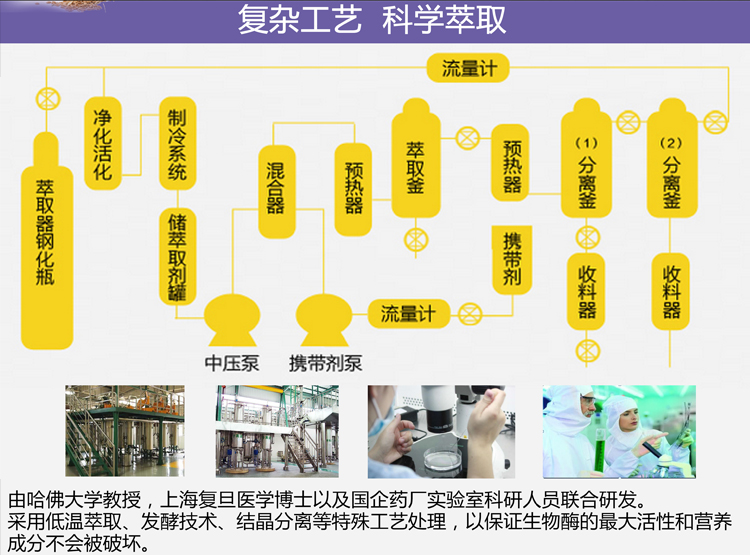 复杂工艺 科学萃取
流量计
净化活化
制冷系统
萃取器钢化瓶
储萃取剂罐
混合器
预热器
萃取釜
预热器
(1)分离釜
(2)分离釜
携带剂
收料器
收料器
流量计
中压泵
携带剂泵
由哈佛大学教授，上海复旦医学博士以及国企药厂实验室科研人员联合研发。
采用低温萃取、发酵技术、结晶分离等特殊工艺处理，以保证生物酶的最大活性和营养
成分不会被破坏。